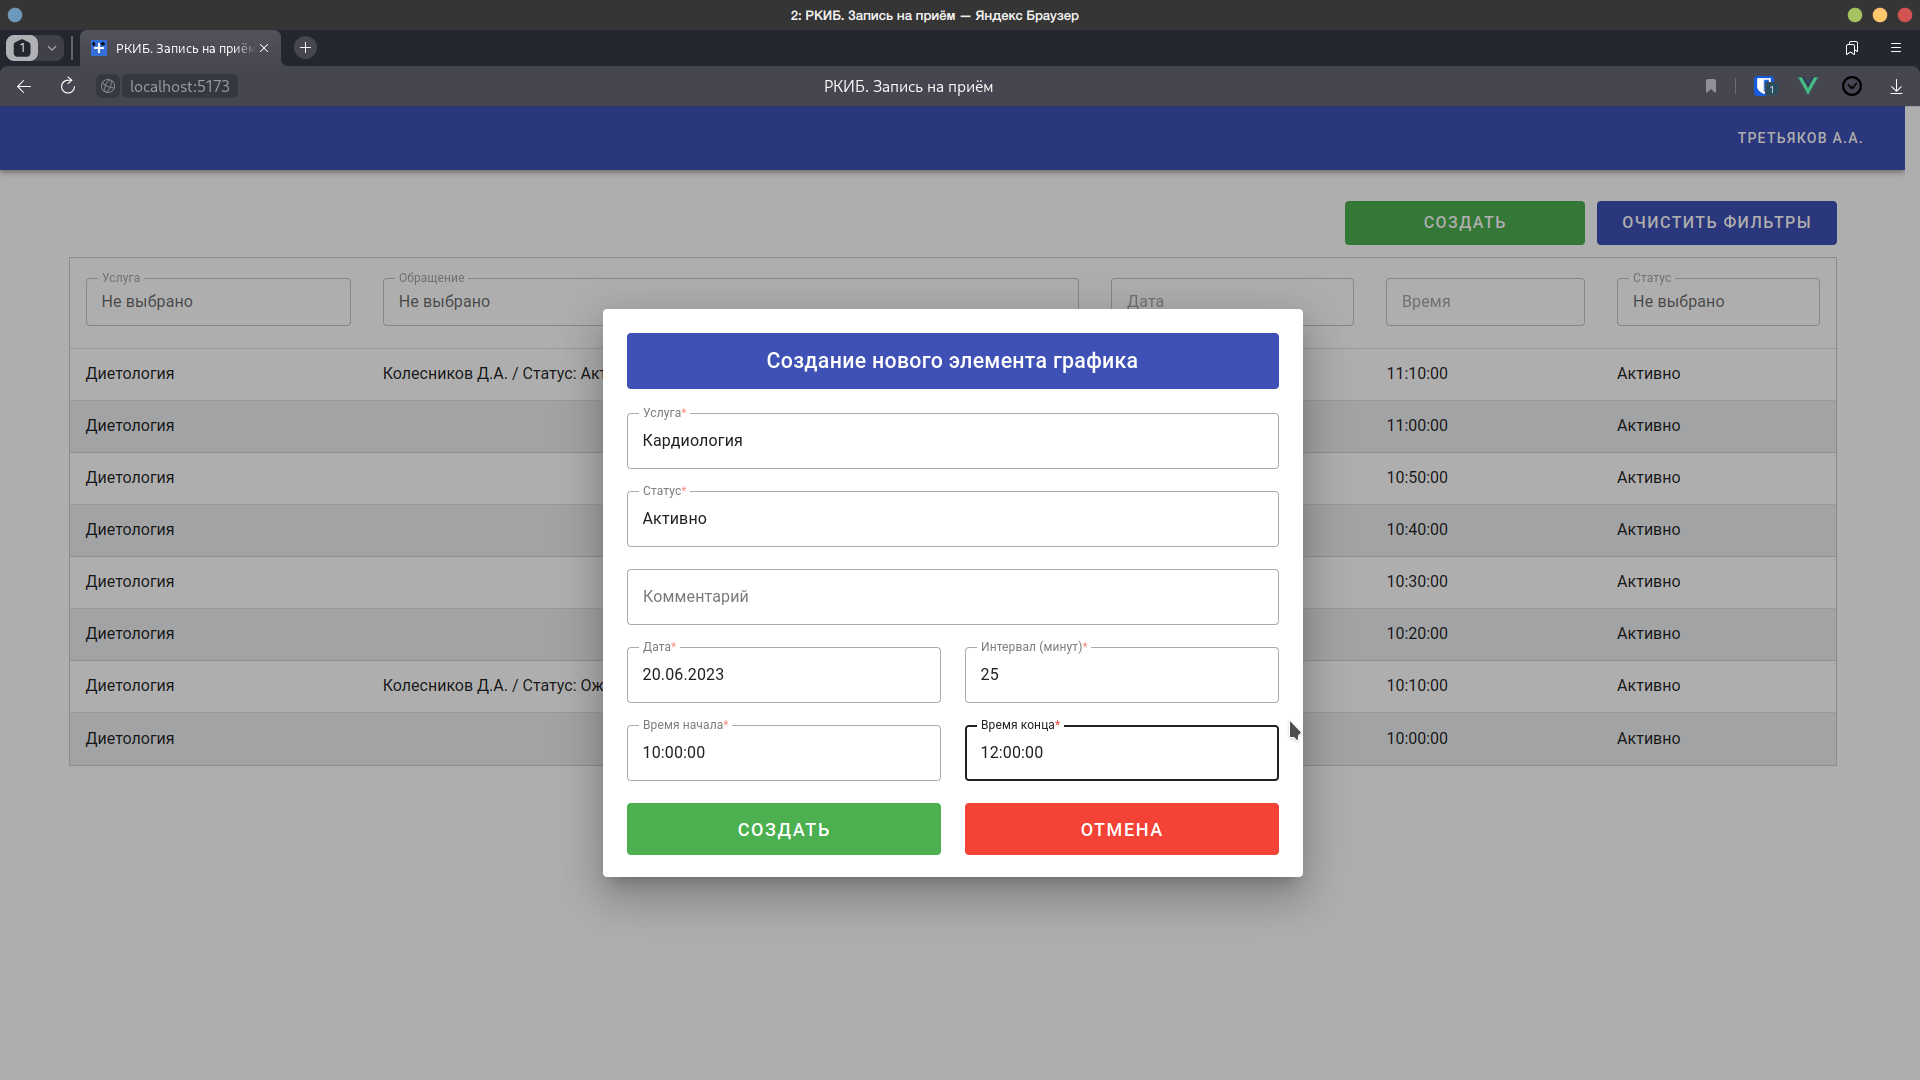 2: РКИБ. Запись на приём — Яндекс Браузер
1 РКИБ. Запись на приём
localhost:5173 РКИБ. Запись на приём 1
ТРЕТЬЯКОВ А.А.
СОЗДАТЬ ОЧИСТИТЬ ФИЛЬТРЫ
Услуга Обращение Статус
Не выбрано Не выбрано Дата Время Не выбрано
Диетология Колесников Д.А. / Статус: 11:10:00 Активно
Диетология 11:00:00 Активно
Диетология 10:50:00 Активно
Диетология 10:40:00 Активно
Диетология 10:30:00 Активно
Диетология 10:20:00 Активно
Диетология Колесников Д.А. / Статус: 10:10:00 Активно
Диетология 10:00:00 Активно
Создание нового элемента графика
Услуга*
Кардиология
Статус*
Активно
Комментарий
Дата* Интервал (минут)*
20.06.2023 25
Время начала* Время конца*
10:00:00 12:00:00
СОЗДАТЬ ОТМЕНА